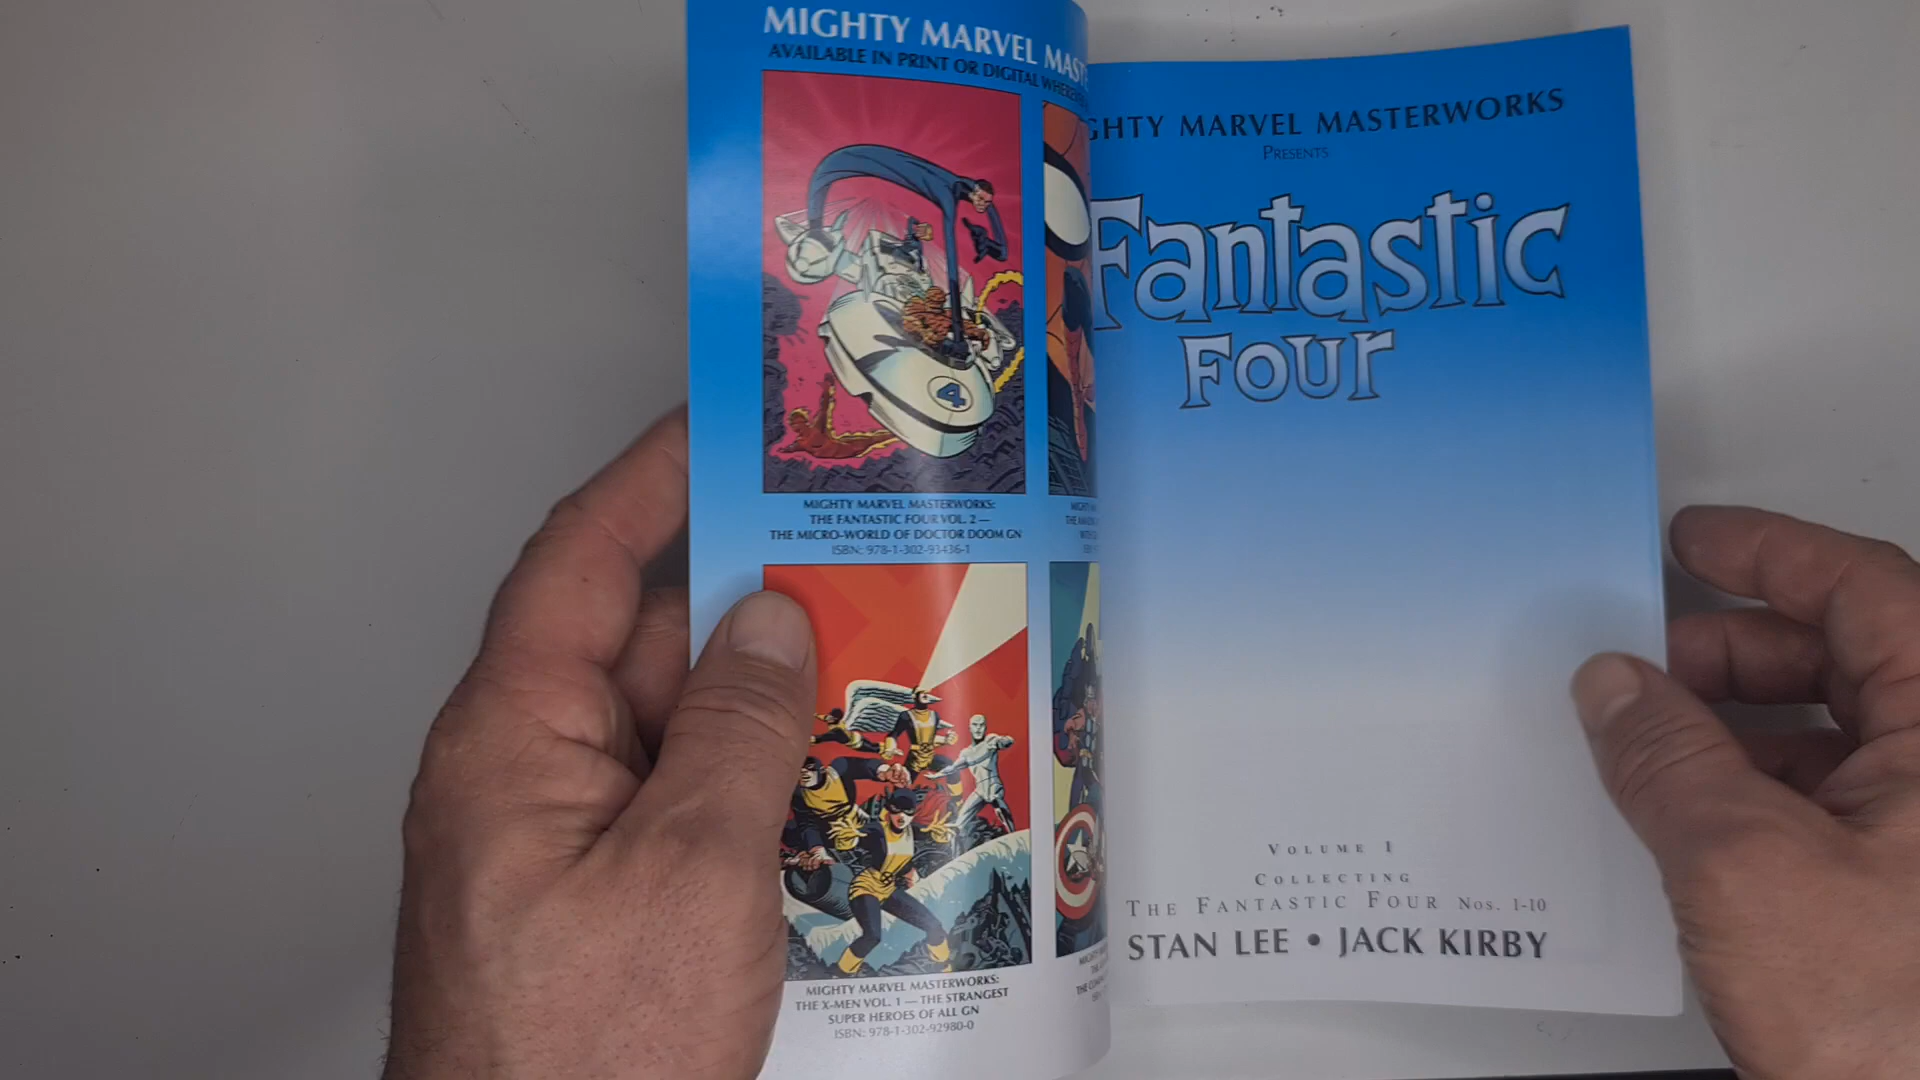 MIGHTY MARVEL
AVAILABLE IN PRINT OR DIGITAL
4
MIGHTY MARVEL MASTERWORKS:
THE FANTASTIC FOUR VOL. 2 —
THE MICRO-WORLD OF DOCTOR DOOM GN
ISBN: 978-1-302-93436-1
MIGHTY MARVEL MASTERWORKS:
THE X-MEN VOL. 1 — THE STRANGEST
SUPER HEROES OF ALL GN
ISBN: 978-1-302-92980-0
GHTY MARVEL MASTERWORKS
PRESENTS
Fantastic
Four
VOLUME 1
COLLECTING
THE FANTASTIC FOUR NOS. 1-10
STAN LEE • JACK KIRBY